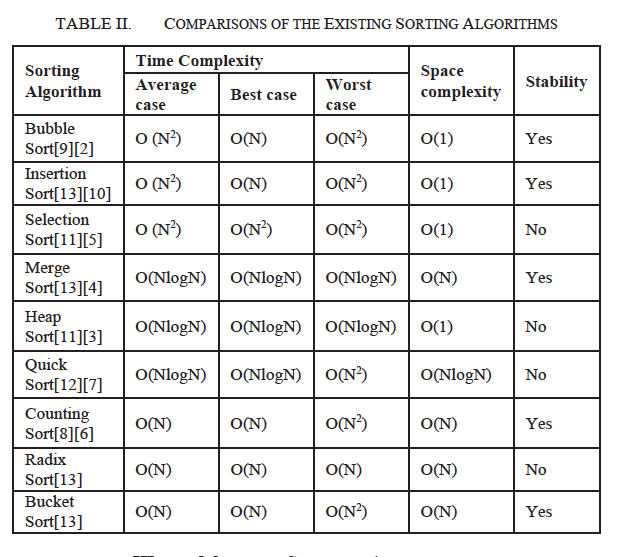 TABLE II. COMPARISONS OF THE EXISTING SORTING ALGORITHMS
Sorting Algorithm Time Complexity Space complexity Stability
Average case Best case Worst case
Bubble Sort[9][2] O (N²) O(N) O(N²) O(1) Yes
Insertion Sort[13][10] O (N²) O(N) O(N²) O(1) Yes
Selection Sort[11][5] O (N²) O(N²) O(N²) O(1) No
Merge Sort[13][4] O(NlogN) O(NlogN) O(NlogN) O(N) Yes
Heap Sort[11][3] O(NlogN) O(NlogN) O(NlogN) O(1) No
Quick Sort[12][7] O(NlogN) O(NlogN) O(N²) O(NlogN) No
Counting Sort[8][6] O(N) O(N) O(N²) O(N) Yes
Radix Sort[13] O(N) O(N) O(N) O(N) No
Bucket Sort[13] O(N) O(N) O(N²) O(N) Yes